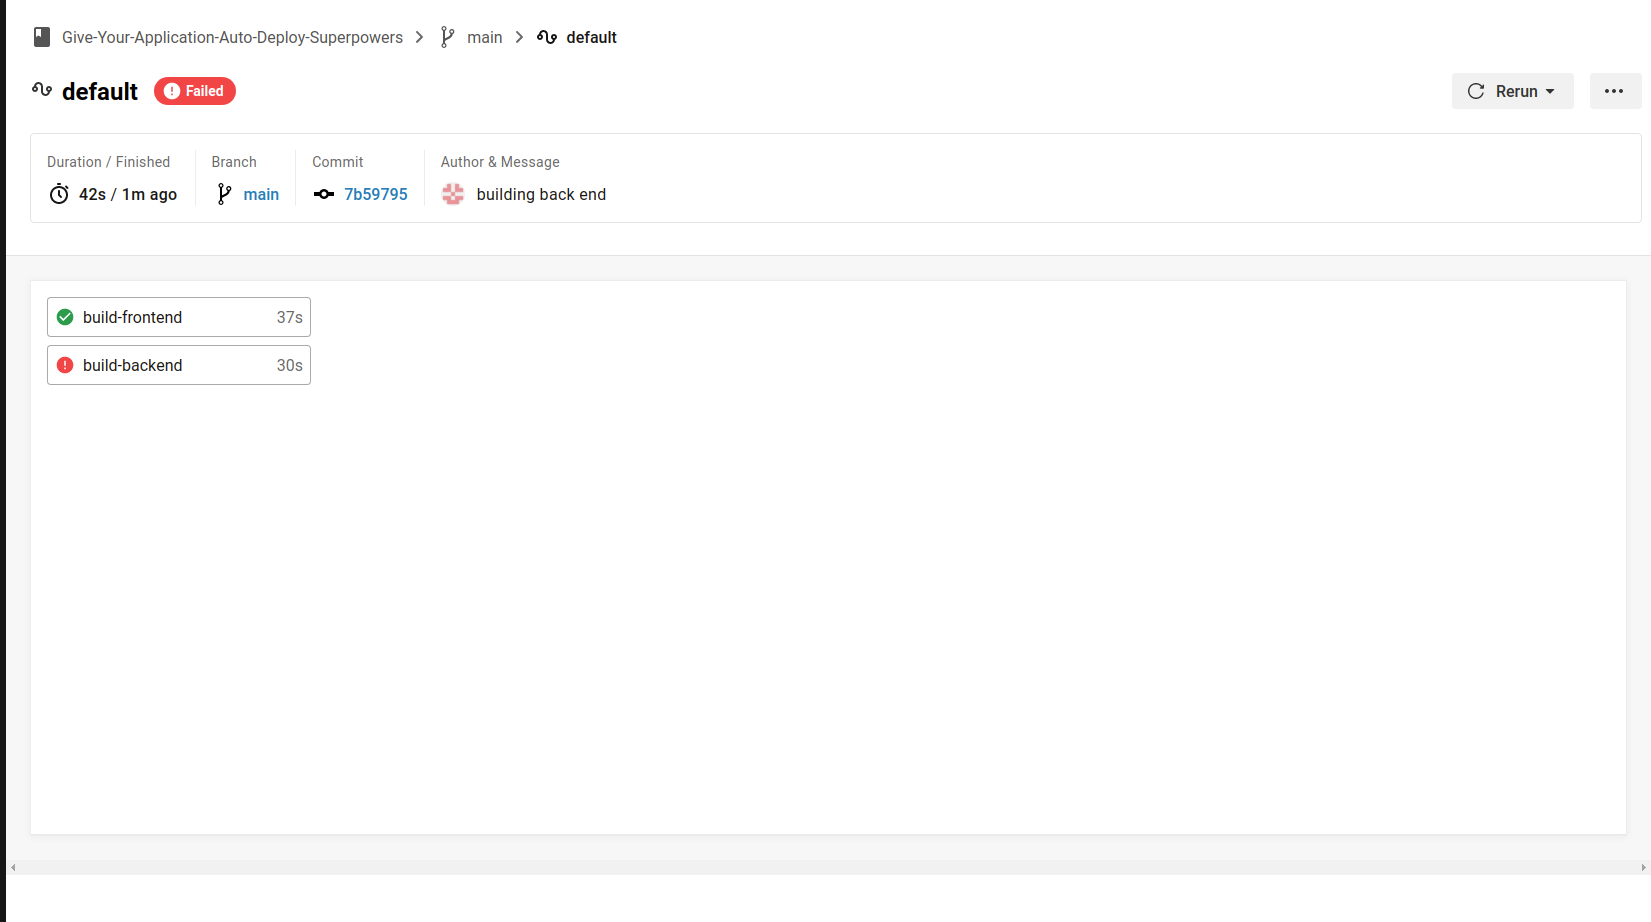 Give-Your-Application-Auto-Deploy-Superpowers main default
default Failed Rerun
Duration / Finished Branch Commit Author & Message
42s / 1m ago main 7b59795 building back end
build-frontend 37s
build-backend 30s